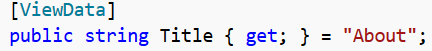 [ViewData]
public string Title { get; } = "About";